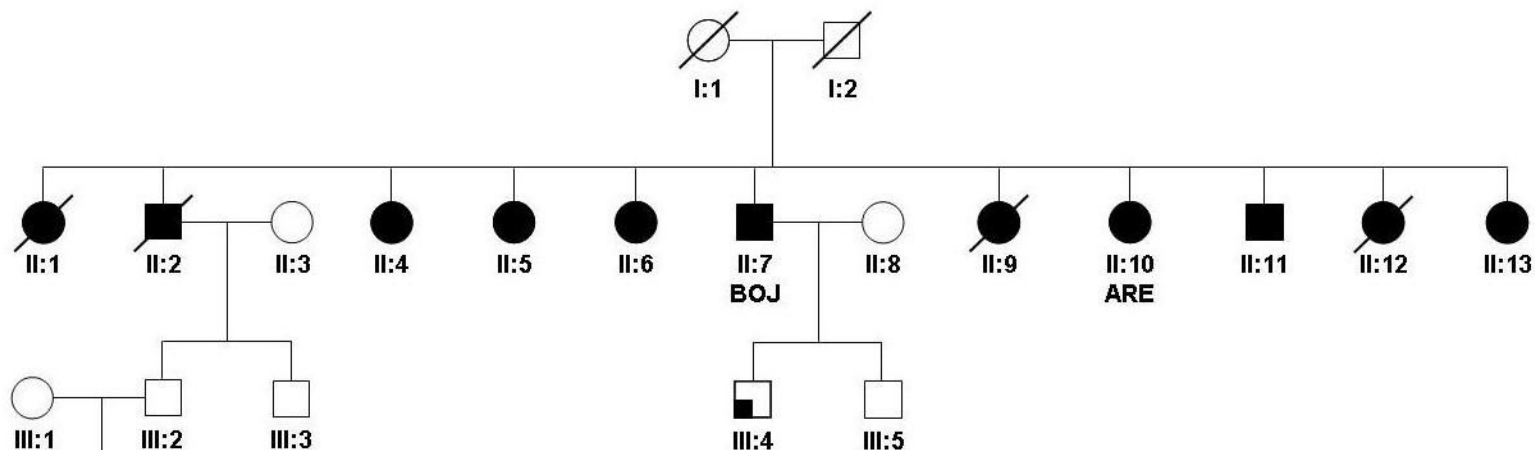 I:1 I:2
II:1 II:2 II:3 II:4 II:5 II:6 II:7 II:8 II:9 II:10 II:11 II:12 II:13
BOJ ARE
III:1 III:2 III:3 III:4 III:5